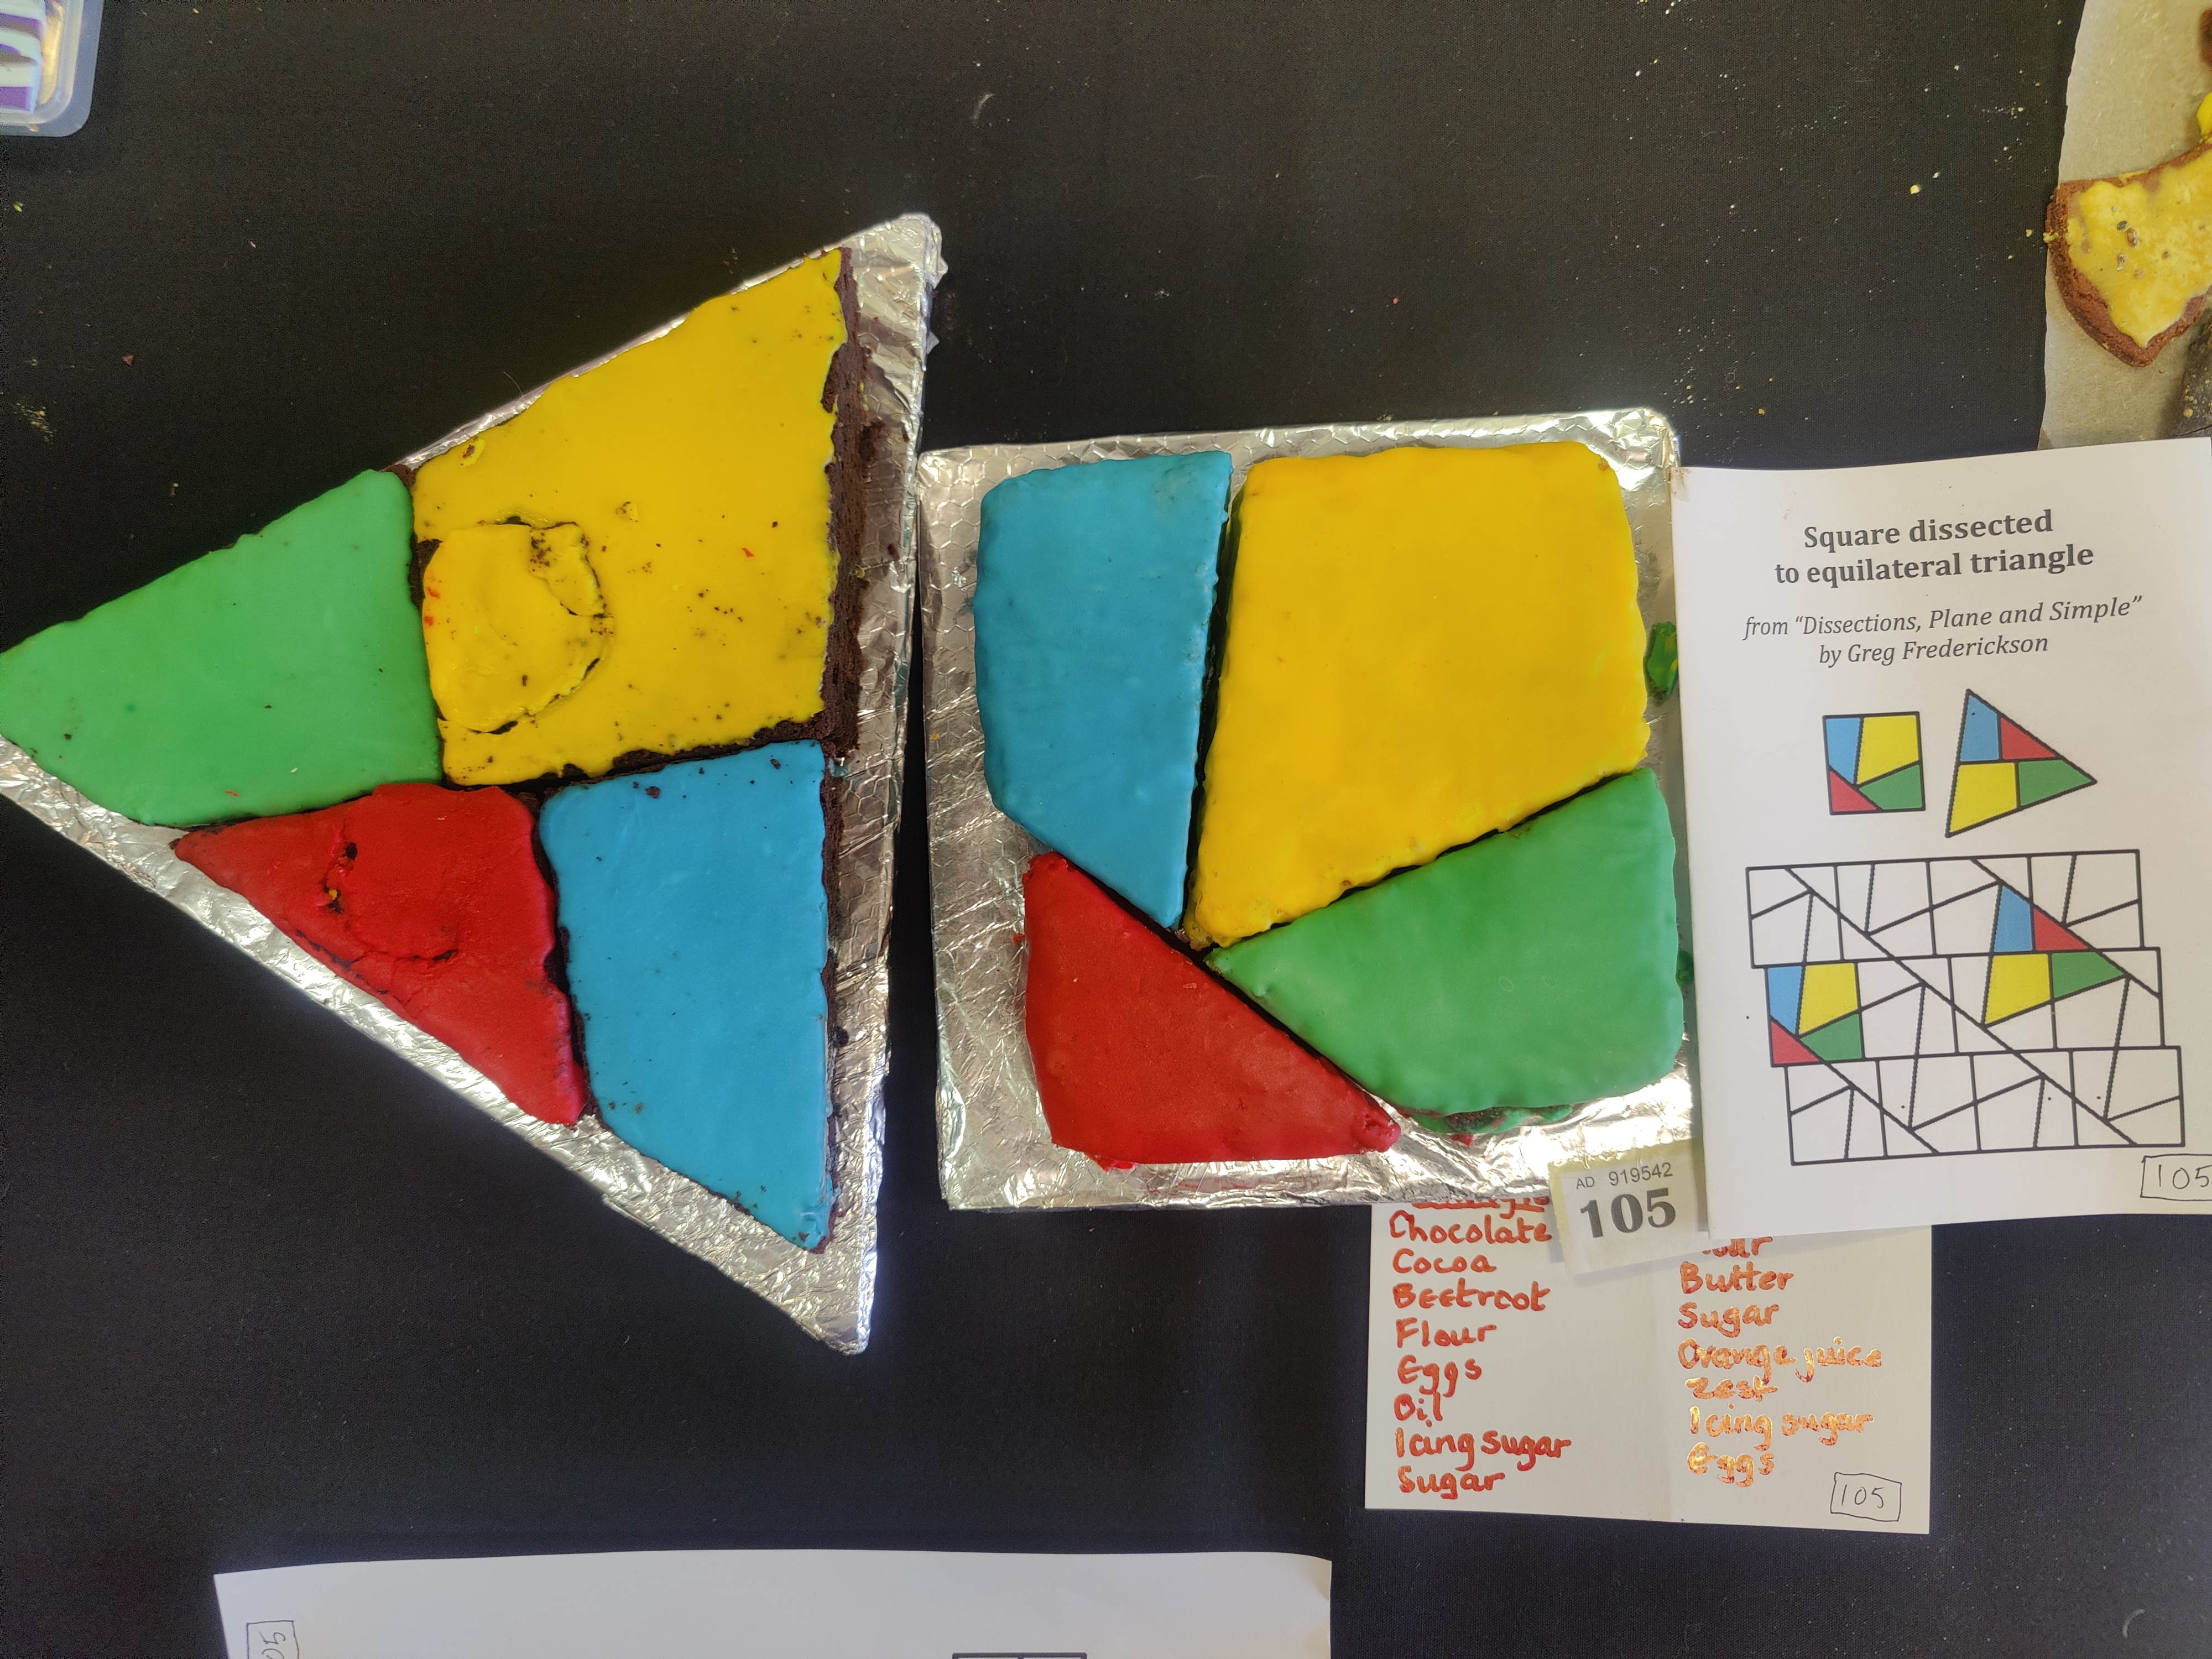 Square dissected
to equilateral triangle
from “Dissections, Plane and Simple”
by Greg Frederickson
105
AD 919542
105
Chocolate
Cocoa
Beetroot
Flour
Eggs
Oil
Icing sugar
Sugar
Butter
Sugar
Orange juice
Zest
Icing sugar
Eggs
105